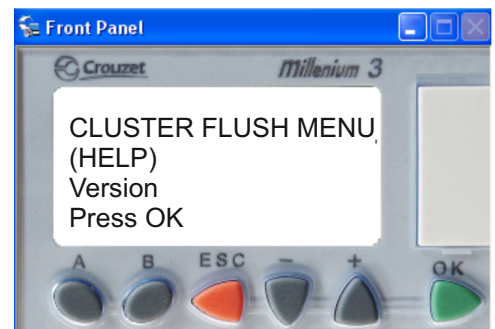 Front Panel
Crouzet Millenium 3
CLUSTER FLUSH MENU
(HELP)
Version
Press OK
A B ESC - + OK